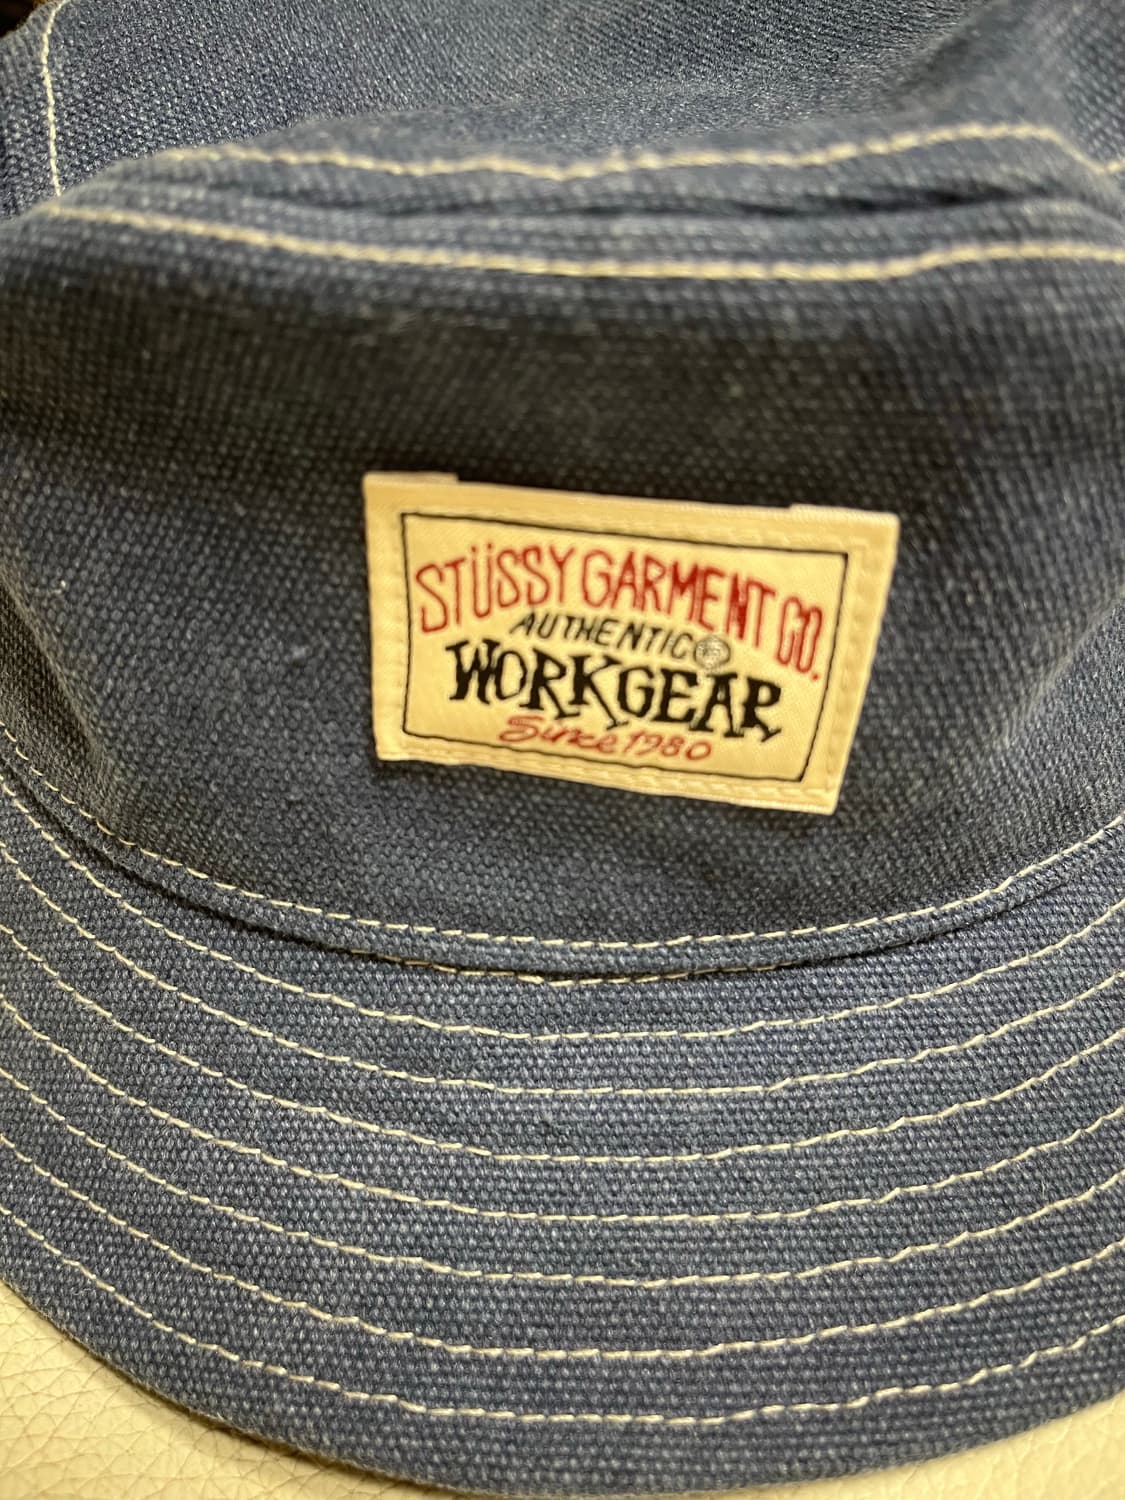 STÜSSY GARMENT CO.
AUTHENTIC
WORKGEAR
Since 1980